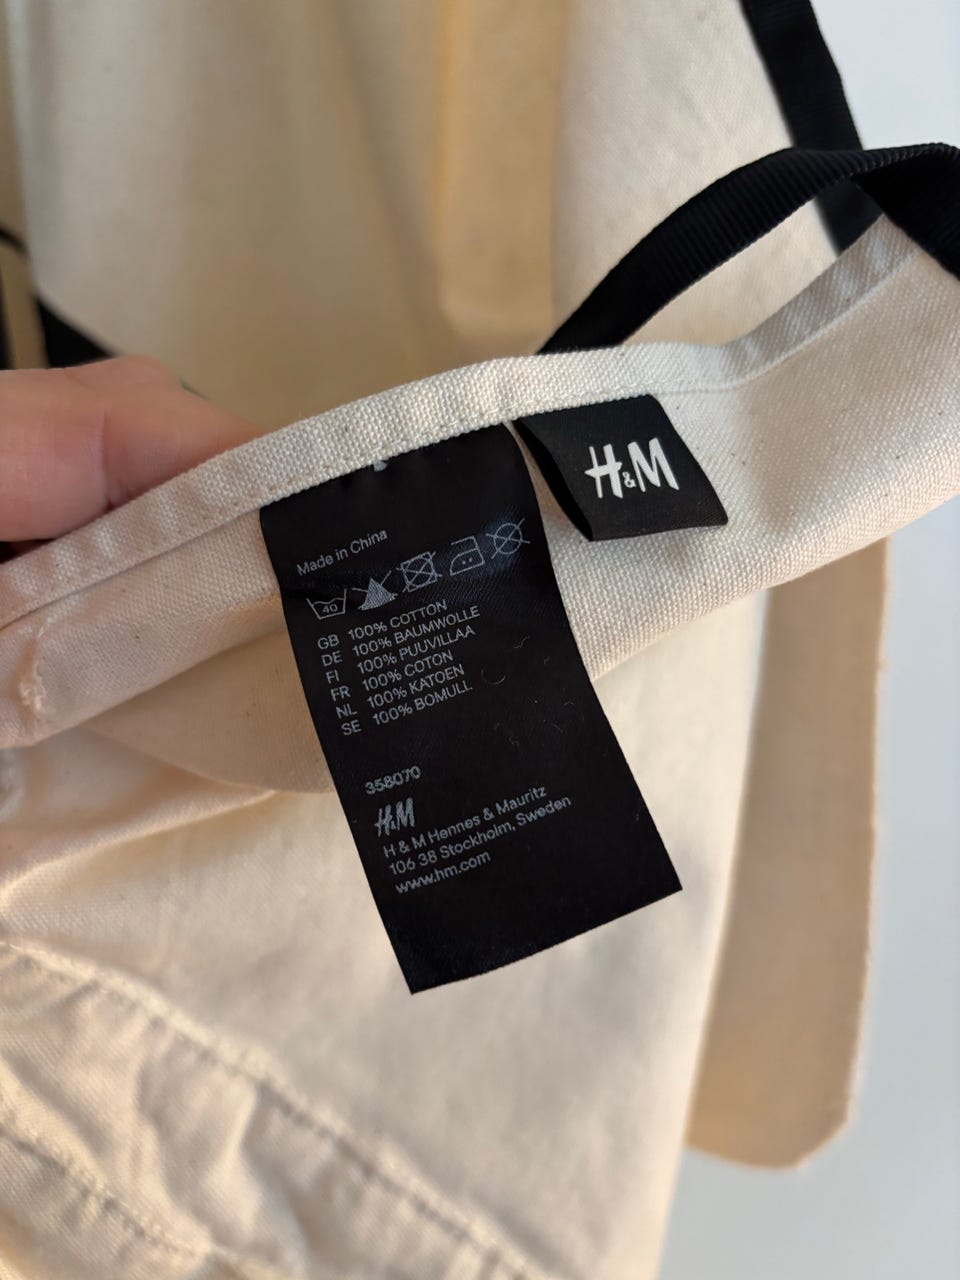 H&M
Made in China
40
GB 100% COTTON
DE 100% BAUMWOLLE
FI 100% PUUVILLAA
FR 100% COTON
NL 100% KATOEN
SE 100% BOMULL
358070
H&M
H & M Hennes & Mauritz
106 38 Stockholm, Sweden
www.hm.com